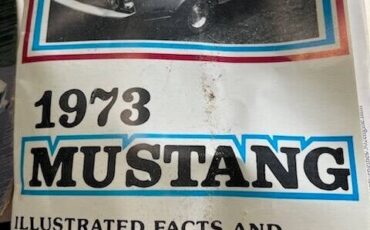 1973
MUSTANG
ILLUSTRATED FACTS AND